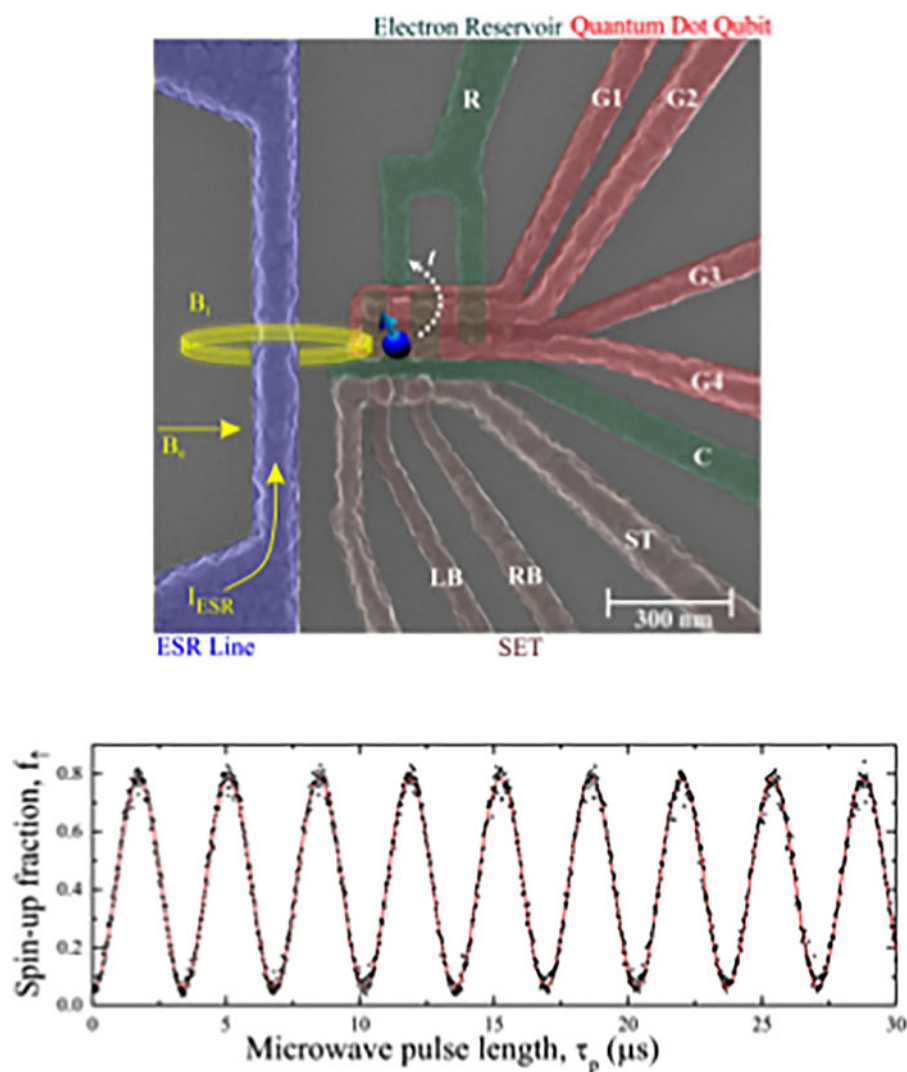 Electron Reservoir Quantum Dot Qubit
R
G1
G2
G3
B₁
G4
B₀
C
ST
LB
RB
I_ESR
300 nm
ESR Line
SET
Spin-up fraction, f↑
0.8
0.6
0.4
0.2
0.0
0 5 10 15 20 25 30
Microwave pulse length, τₚ (μs)